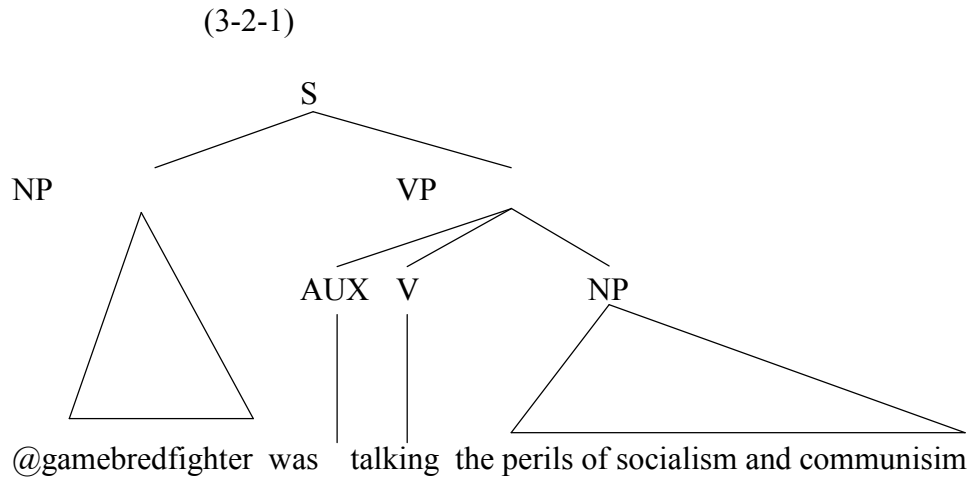 (3-2-1)
S
NP VP
AUX V NP
@gamebredfighter was talking the perils of socialism and communisim